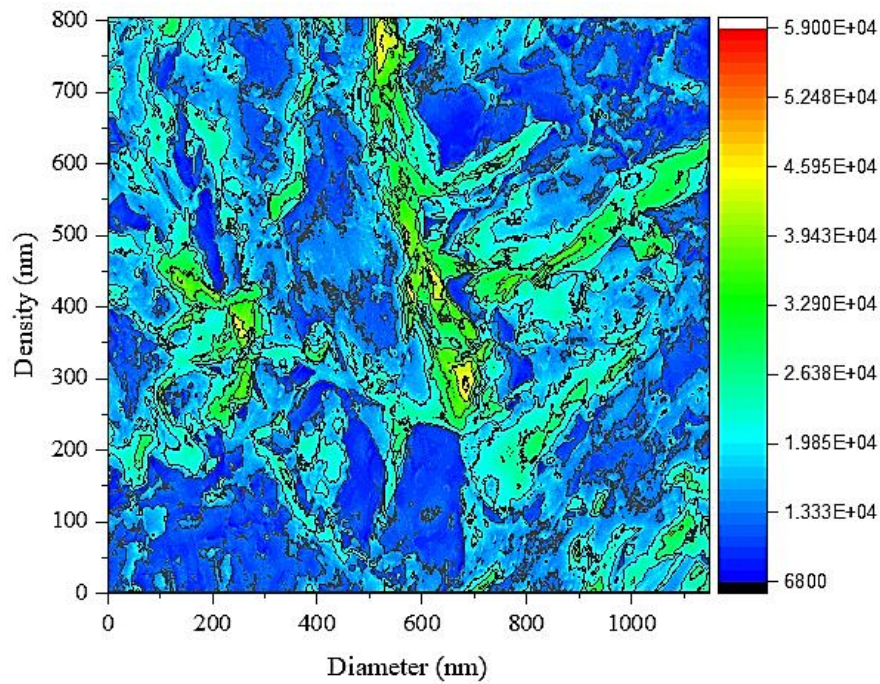 800
700
600
500
400
300
200
100
0
Density (nm)
0 200 400 600 800 1000
Diameter (nm)
5.900E+04
5.248E+04
4.595E+04
3.943E+04
3.290E+04
2.638E+04
1.985E+04
1.333E+04
6800